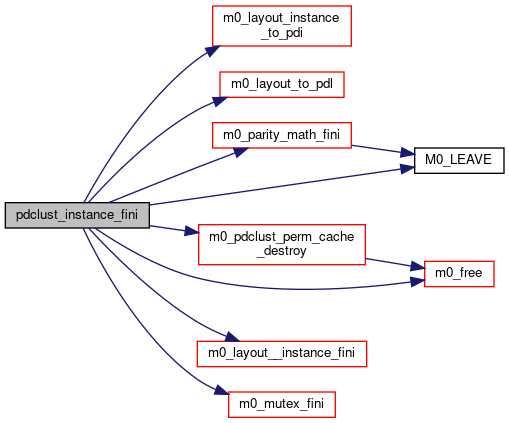 m0_layout_instance
_to_pdi
m0_layout_to_pdl
m0_parity_math_fini
M0_LEAVE
pdclust_instance_fini
m0_pdclust_perm_cache
_destroy
m0_free
m0_layout__instance_fini
m0_mutex_fini